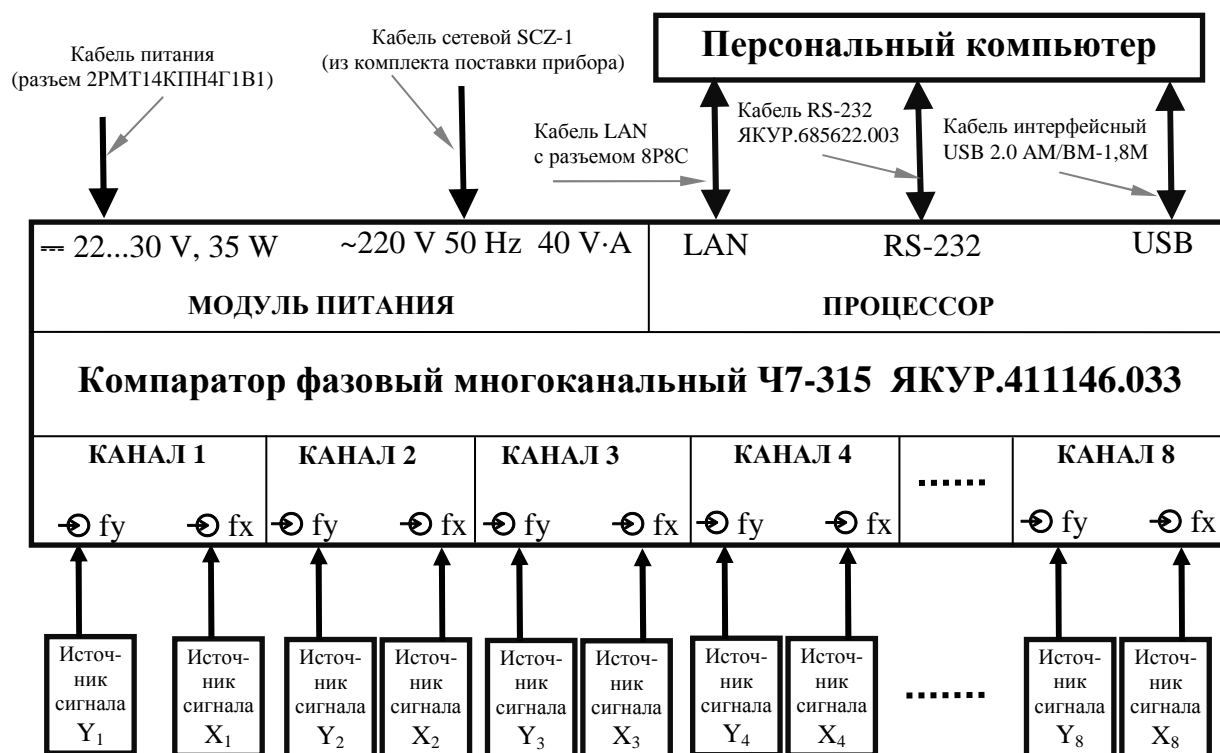 Кабель питания
(разъем 2РМТ14КПН4Г1В1)
Кабель сетевой SCZ-1
(из комплекта поставки прибора)
Персональный компьютер
Кабель LAN
с разъемом 8P8C
Кабель RS-232
ЯКУР.685622.003
Кабель интерфейсный
USB 2.0 AM/BM-1,8M
⎓ 22...30 V, 35 W
~220 V 50 Hz 40 V·A
LAN
RS-232
USB
МОДУЛЬ ПИТАНИЯ
ПРОЦЕССОР
Компаратор фазовый многоканальный Ч7-315 ЯКУР.411146.033
КАНАЛ 1
КАНАЛ 2
КАНАЛ 3
КАНАЛ 4
.......
КАНАЛ 8
fy
fx
fy
fx
fy
fx
fy
fx
fy
fx
Источ-
ник
сигнала
Y₁
Источ-
ник
сигнала
X₁
Источ-
ник
сигнала
Y₂
Источ-
ник
сигнала
X₂
Источ-
ник
сигнала
Y₃
Источ-
ник
сигнала
X₃
Источ-
ник
сигнала
Y₄
Источ-
ник
сигнала
X₄
........
Источ-
ник
сигнала
Y₈
Источ-
ник
сигнала
X₈